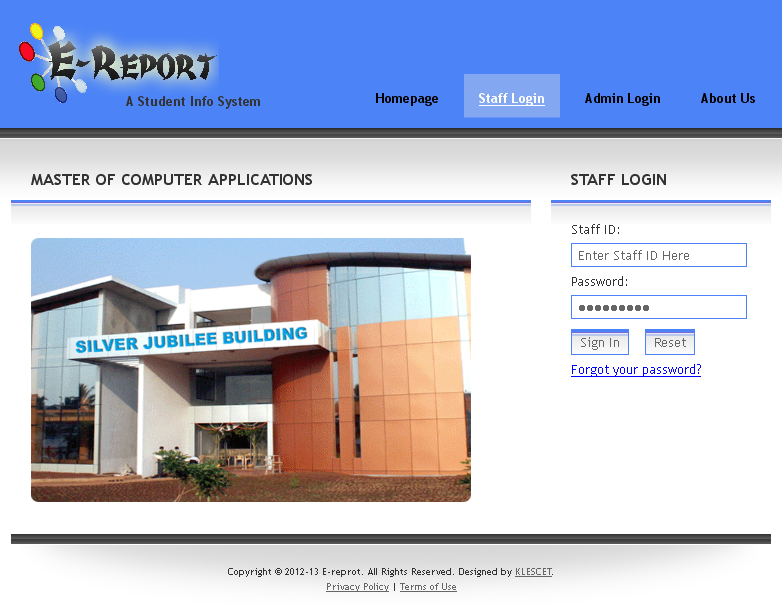 E-Report
A Student Info System
Homepage
Staff Login
Admin Login
About Us
MASTER OF COMPUTER APPLICATIONS
SILVER JUBILEE BUILDING
STAFF LOGIN
Staff ID:
Enter Staff ID Here
Password:
●●●●●●●●●
Sign In
Reset
Forgot your password?
Copyright © 2012-13 E-reprot. All Rights Reserved. Designed by KLESCET.
Privacy Policy | Terms of Use